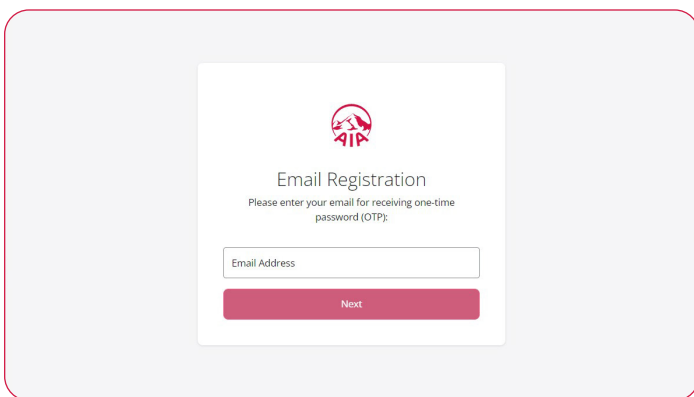 AIA
Email Registration
Please enter your email for receiving one-time
password (OTP):
Email Address
Next